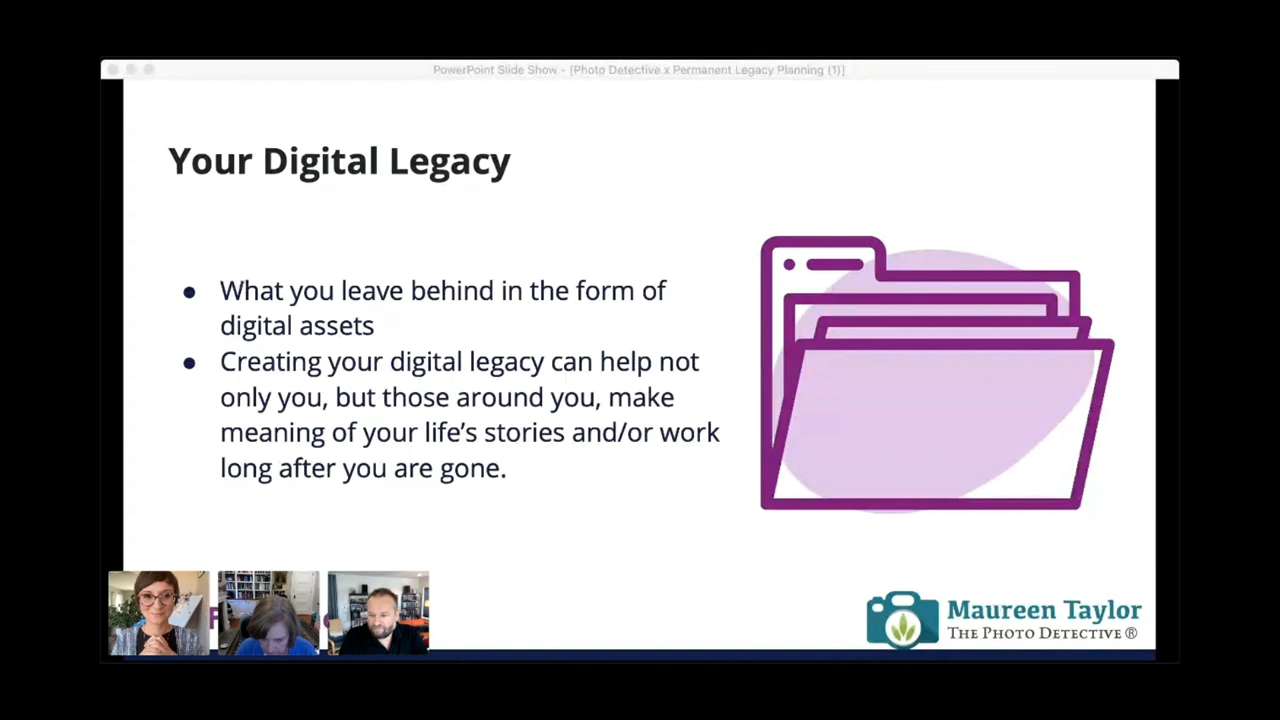 PowerPoint Slide Show - [Photo Detective x Permanent Legacy Planning (1)]
Your Digital Legacy
● What you leave behind in the form of
digital assets
● Creating your digital legacy can help not
only you, but those around you, make
meaning of your life's stories and/or work
long after you are gone.
Maureen Taylor
THE PHOTO DETECTIVE ®